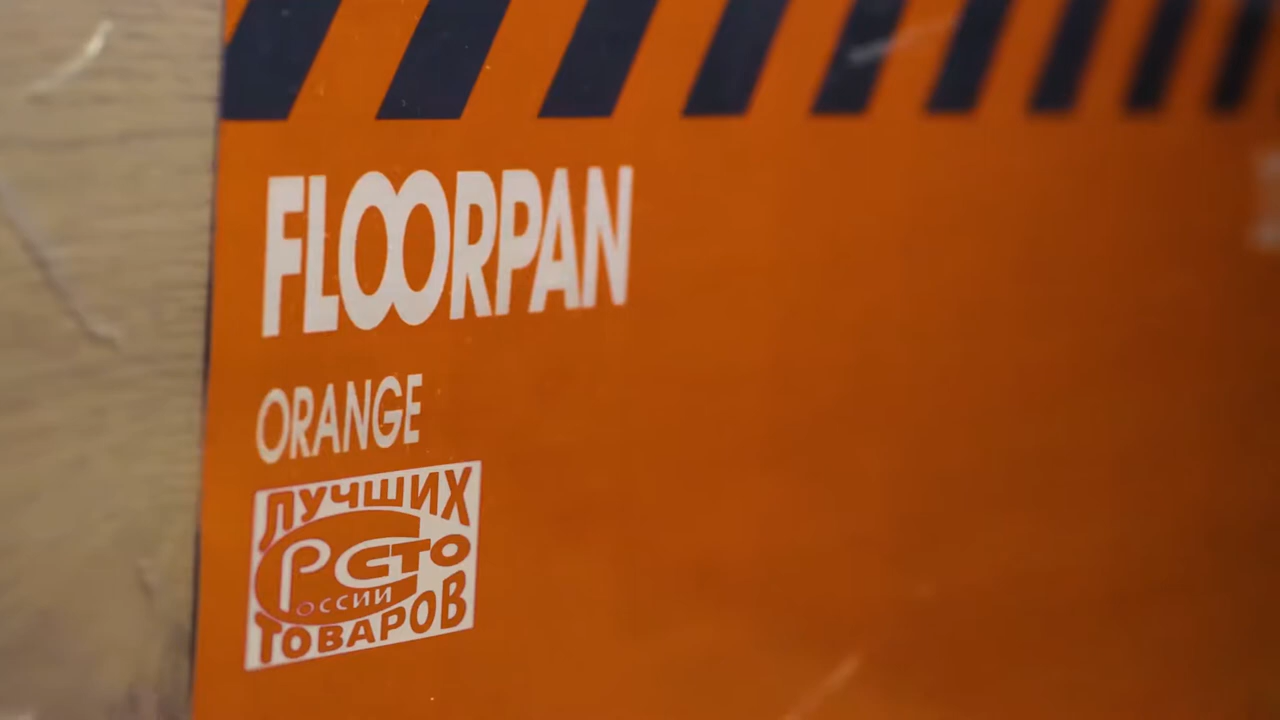 FLOORPAN
ORANGE
ЛУЧШИХ
СТО
РОССИИ
ТОВАРОВ